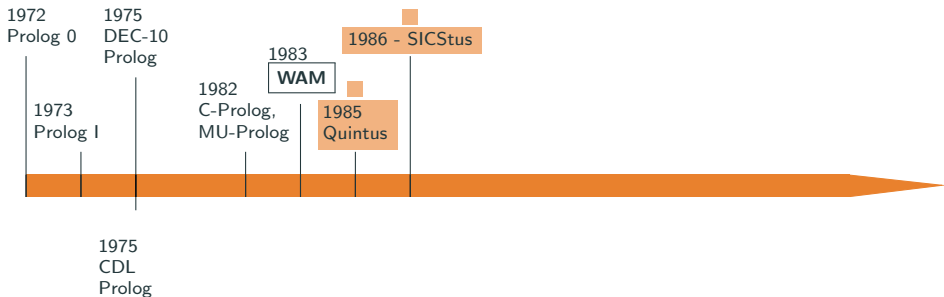 1972
Prolog 0
1973
Prolog I
1975
DEC-10
Prolog
1975
CDL
Prolog
1982
C-Prolog,
MU-Prolog
1983
WAM
1985
Quintus
1986 - SICStus